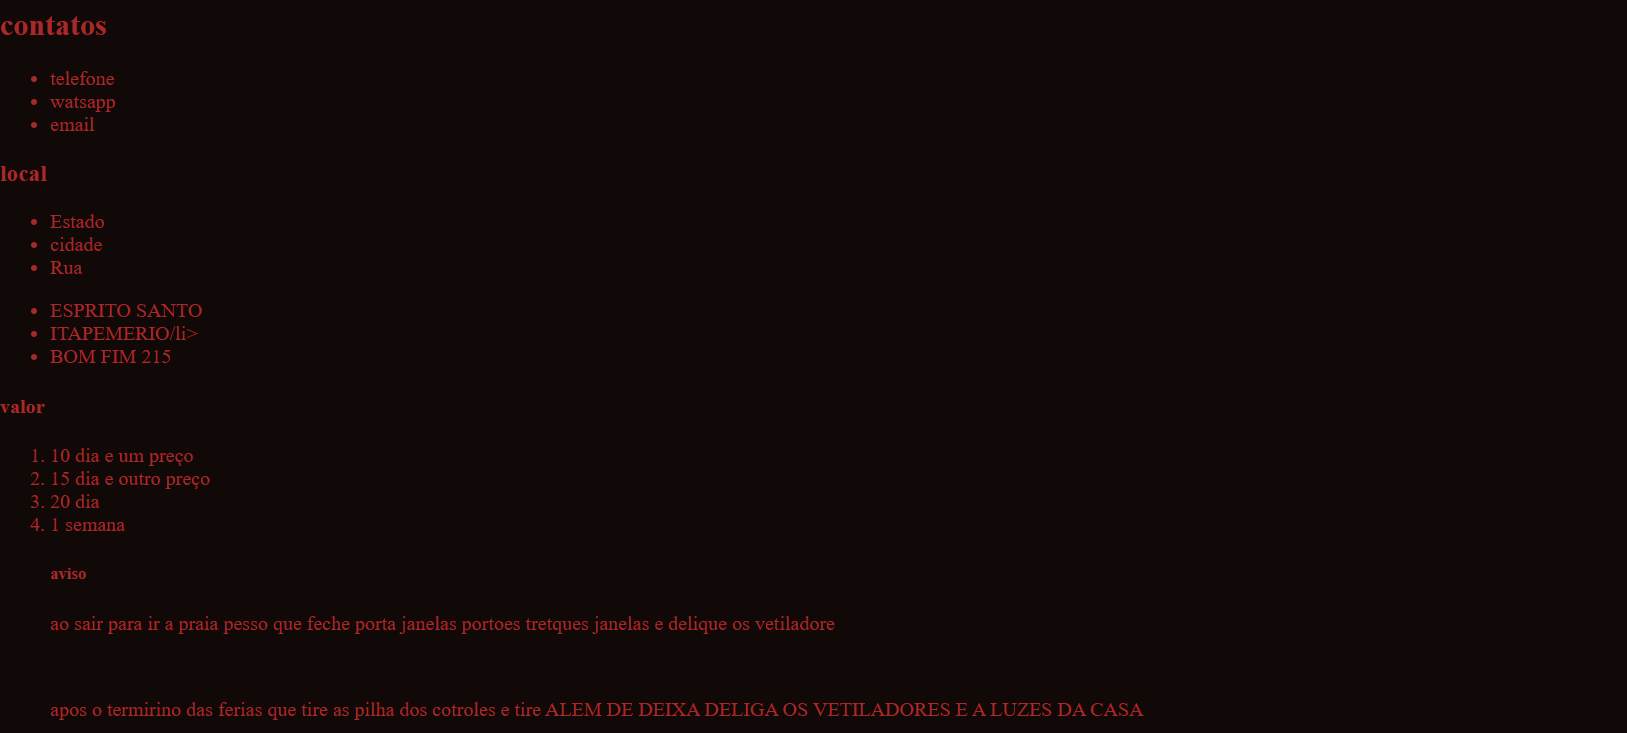 contatos
telefone
watsapp
email
local
Estado
cidade
Rua
ESPRITO SANTO
ITAPEMERIO/li>
BOM FIM 215
valor
1. 10 dia e um preço
2. 15 dia e outro preço
3. 20 dia
4. 1 semana
aviso
ao sair para ir a praia pesso que feche porta janelas portoes tretques janelas e delique os vetiladore
apos o termirino das ferias que tire as pilha dos cotroles e tire ALEM DE DEIXA DELIGA OS VETILADORES E A LUZES DA CASA